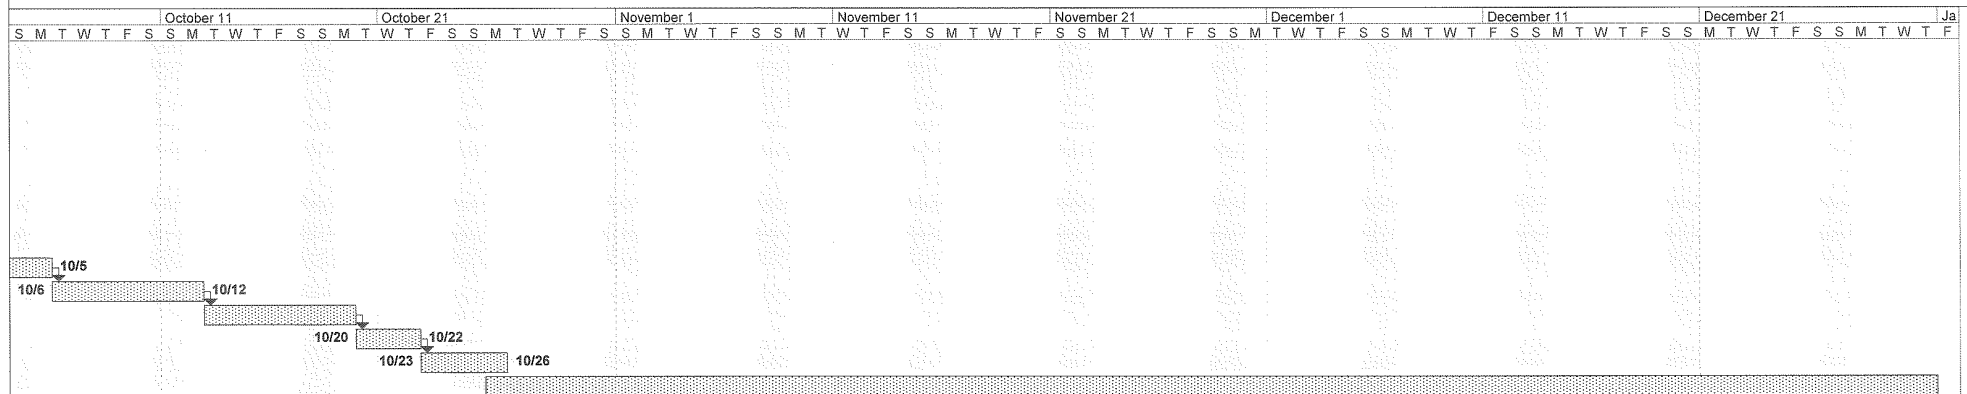 October 11 October 21 November 1 November 11 November 21 December 1 December 11 December 21 Ja
S M T W T F S S M T W T F S S M T W T F S S M T W T F S S M T W T F S S M T W T F S S M T W T F S S M T W T F S S M T W T F S S M T W T F S S M T W T F S S M T W T F S S M T W T F S S M T W T F
10/5
10/6 10/12
10/20 10/22
10/23 10/26